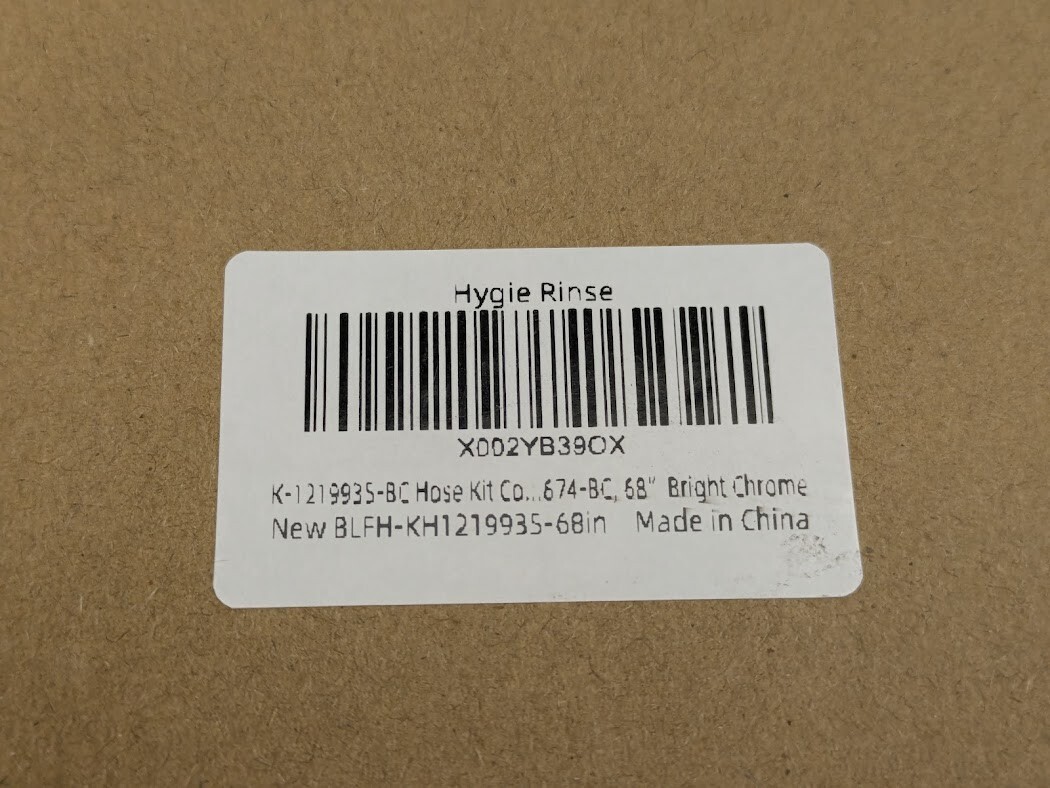 Hygie Rinse
X002YB39OX
K-1219935-BC Hose Kit Co...674-BC, 68" Bright Chrome
New BLFH-KH1219935-68in Made in China